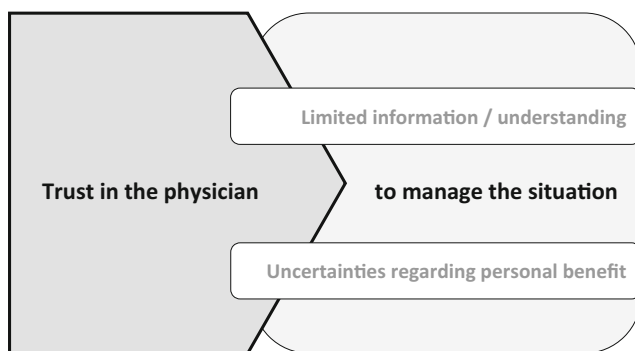 Limited information / understanding
Trust in the physician to manage the situation
Uncertainties regarding personal benefit